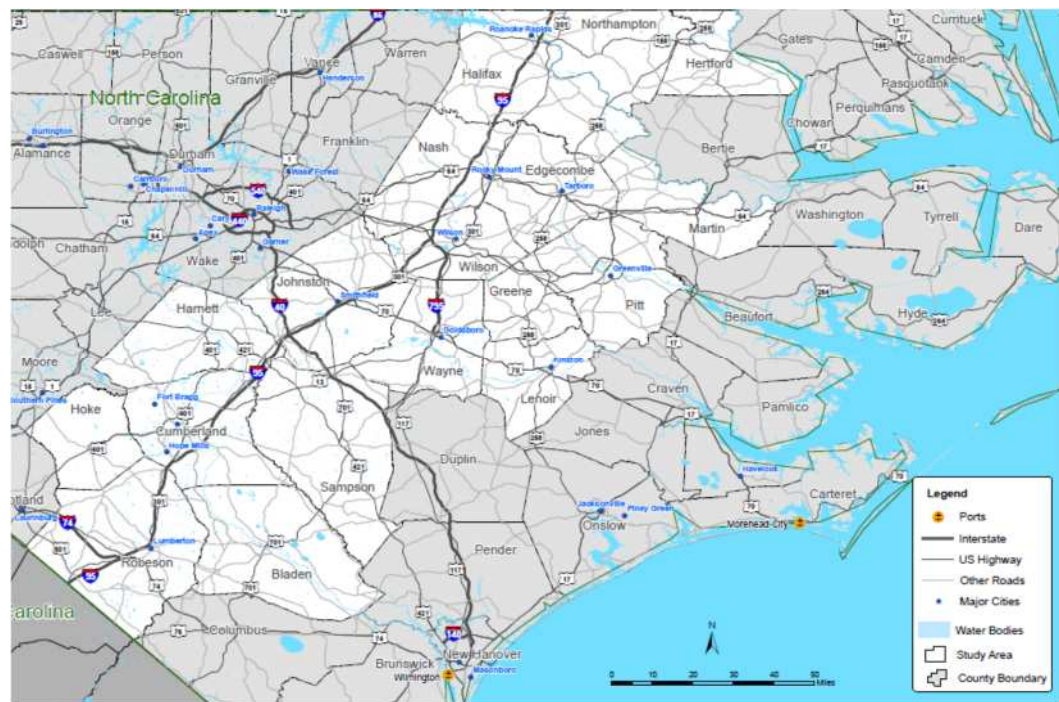 Northampton
Currituck
Roanoke Rapids
Gates
Camden
Caswell
Person
Vance
Warren
Hertford
Pasquotank
Granville
Henderson
Halifax
Perquimans
North Carolina
Orange
Franklin
Nash
Chowan
Burlington
Alamance
Durham
Durham
Edgecombe
Bertie
Carrboro
Chapel Hill
Wake Forest
Rocky Mount
Tarboro
Raleigh
Cary
Apex
Garner
Martin
Washington
Tyrrell
Dare
Chatham
Wake
Wilson
Wilson
Greenville
Johnston
Greene
Pitt
Harnett
Smithfield
Beaufort
Hyde
Lee
Goldsboro
Moore
Wayne
Kinston
Southern Pines
Hoke
Fort Bragg
Lenoir
Craven
Pamlico
Cumberland
Hope Mills
Jones
Duplin
Havelock
Sampson
Carteret
Jacksonville
Piney Green
Morehead City
Laurinburg
Onslow
Lumberton
Robeson
Pender
Bladen
Columbus
New Hanover
Brunswick
Wilmington
Masonboro
Legend
Ports
Interstate
US Highway
Other Roads
Major Cities
Water Bodies
Study Area
County Boundary
N
0 10 20 30 40 50
Miles